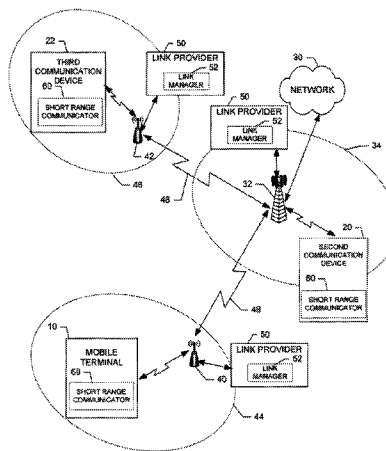 22
THIRD
COMMUNICATION
DEVICE
60
SHORT RANGE
COMMUNICATOR
50
LINK PROVIDER
52
LINK
MANAGER
42
46
30
NETWORK
50
LINK PROVIDER
52
LINK
MANAGER
34
32
48
20
SECOND
COMMUNICATION
DEVICE
60
SHORT RANGE
COMMUNICATOR
48
10
MOBILE
TERMINAL
SHORT RANGE
COMMUNICATOR
40
50
LINK PROVIDER
52
LINK
MANAGER
44